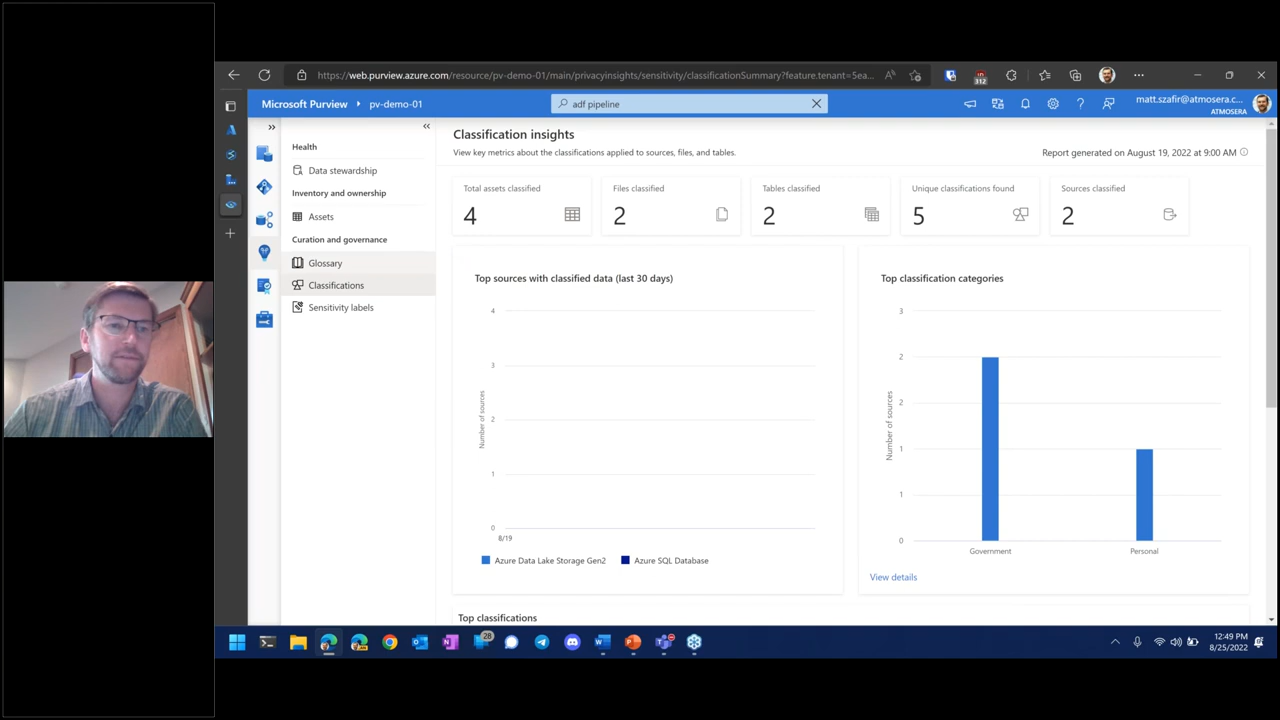 https://web.purview.azure.com/resource/pv-demo-01/main/privacyinsights/sensitivity/classificationSummary?feature.tenant=5ea...
312
Microsoft Purview
pv-demo-01
adf pipeline
matt.szafir@atmosera.c...
ATMOSERA
Health
Data stewardship
Inventory and ownership
Assets
Curation and governance
Glossary
Classifications
Sensitivity labels
Classification insights
View key metrics about the classifications applied to sources, files, and tables.
Report generated on August 19, 2022 at 9:00 AM
Total assets classified
4
Files classified
2
Tables classified
2
Unique classifications found
5
Sources classified
2
Top sources with classified data (last 30 days)
Number of sources
4
3
2
1
0
8/19
Azure Data Lake Storage Gen2
Azure SQL Database
Top classification categories
Number of sources
3
2
2
1
1
0
Government
Personal
View details
Top classifications
28
12:49 PM
8/25/2022